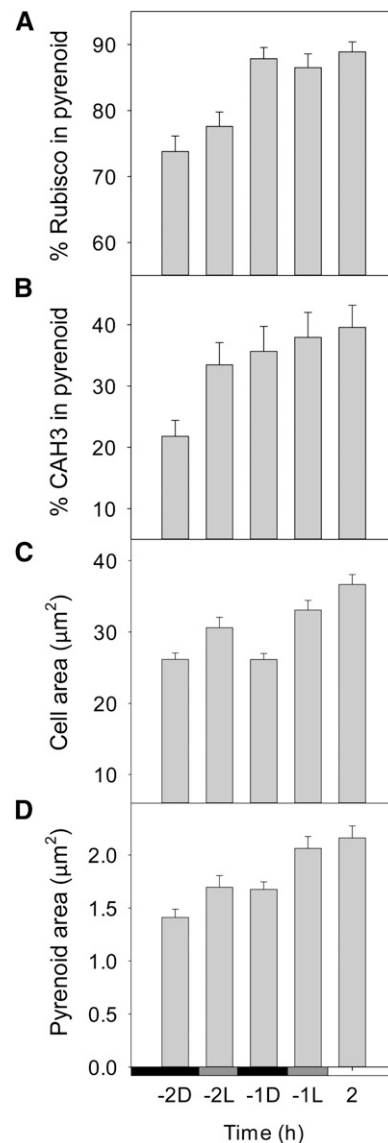 A
% Rubisco in pyrenoid
90
80
70
60
B
% CAH3 in pyrenoid
40
30
20
10
C
Cell area (μm²)
40
30
20
10
D
Pyrenoid area (μm²)
2.0
1.5
1.0
0.5
0.0
-2D -2L -1D -1L 2
Time (h)